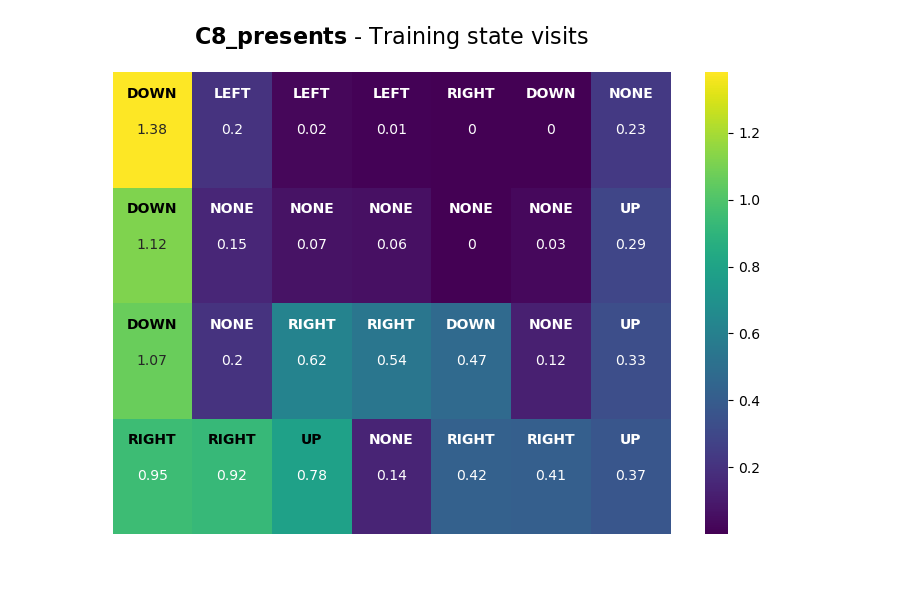 C8_presents - Training state visits
DOWN LEFT LEFT LEFT RIGHT DOWN NONE
1.38 0.2 0.02 0.01 0 0 0.23
DOWN NONE NONE NONE NONE NONE UP
1.12 0.15 0.07 0.06 0 0.03 0.29
DOWN NONE RIGHT RIGHT DOWN NONE UP
1.07 0.2 0.62 0.54 0.47 0.12 0.33
RIGHT RIGHT UP NONE RIGHT RIGHT UP
0.95 0.92 0.78 0.14 0.42 0.41 0.37
1.2
1.0
0.8
0.6
0.4
0.2